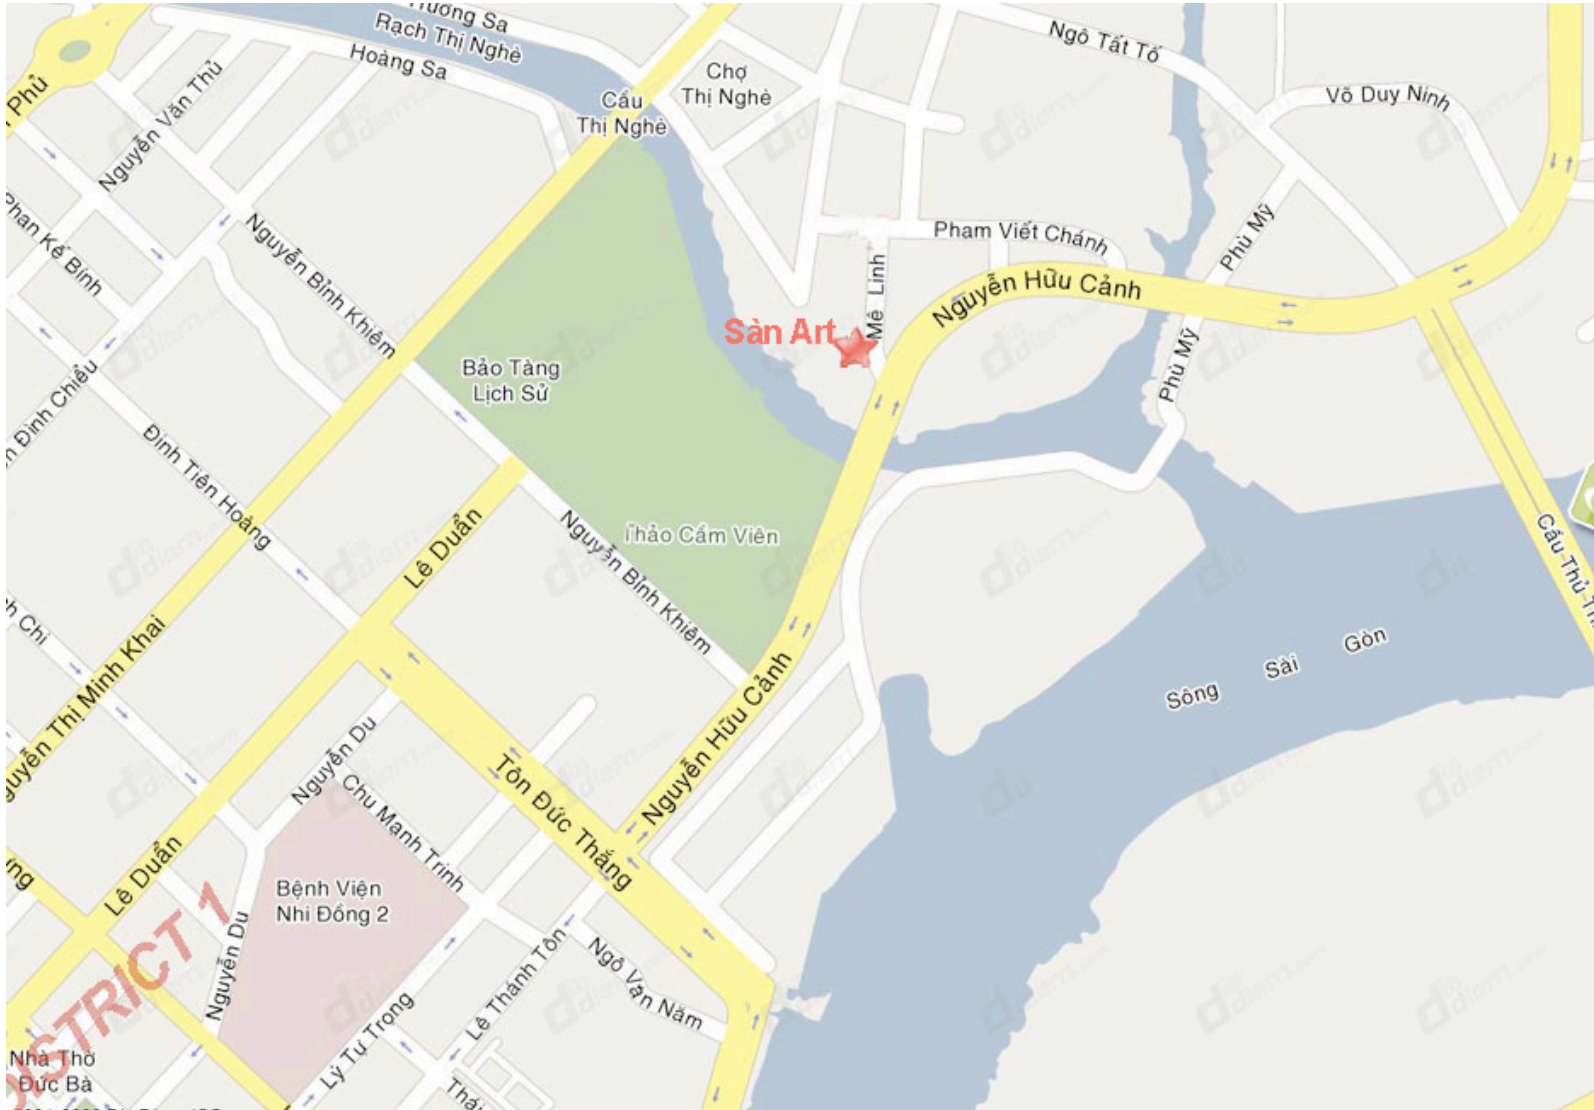 Rạch Thị Nghè
Hoàng Sa
Ngô Tất Tố
Chợ
Thị Nghè
Võ Duy Ninh
Cầu
Thị Nghè
Nguyễn Văn Thủ
Phủ
Phan Kế Bính
Nguyễn Bỉnh Khiêm
Phạm Viết Chánh
Phú Mỹ
Mê Linh
Nguyễn Hữu Cảnh
Sàn Art
Phú Mỹ
Bảo Tàng
Lịch Sử
Đình Chiểu
Đinh Tiên Hoàng
Lê Duẩn
Nguyễn Bỉnh Khiêm
Thảo Cầm Viên
Chi
Nguyễn Thị Minh Khai
Sông Sài Gòn
Nguyễn Hữu Cảnh
Nguyễn Du
Chu Mạnh Trinh
Tôn Đức Thắng
Lê Duẩn
Bệnh Viện
Nhi Đồng 2
DISTRICT 1
Nguyễn Du
Lê Thánh Tôn
Ngô Văn Năm
Lý Tự Trọng
Nhà Thờ
Đức Bà